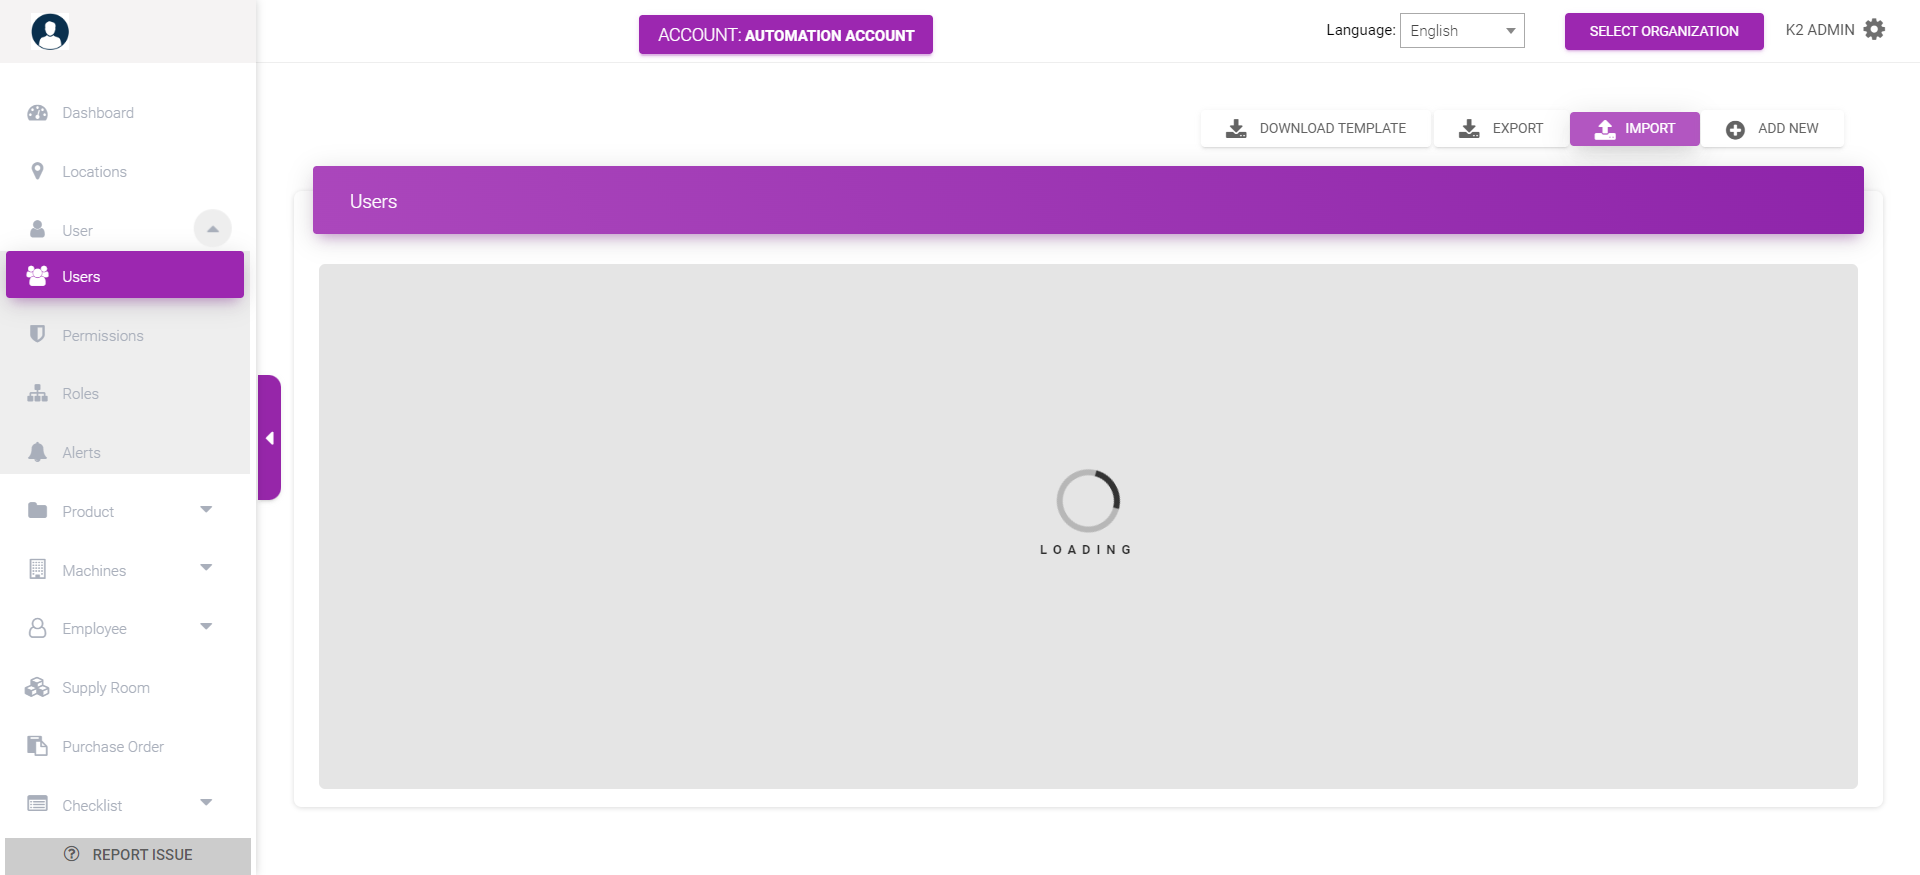 ACCOUNT: AUTOMATION ACCOUNT
Language: English
SELECT ORGANIZATION
K2 ADMIN
Dashboard
Locations
User
Users
Permissions
Roles
Alerts
Product
Machines
Employee
Supply Room
Purchase Order
Checklist
REPORT ISSUE
DOWNLOAD TEMPLATE
EXPORT
IMPORT
ADD NEW
Users
LOADING